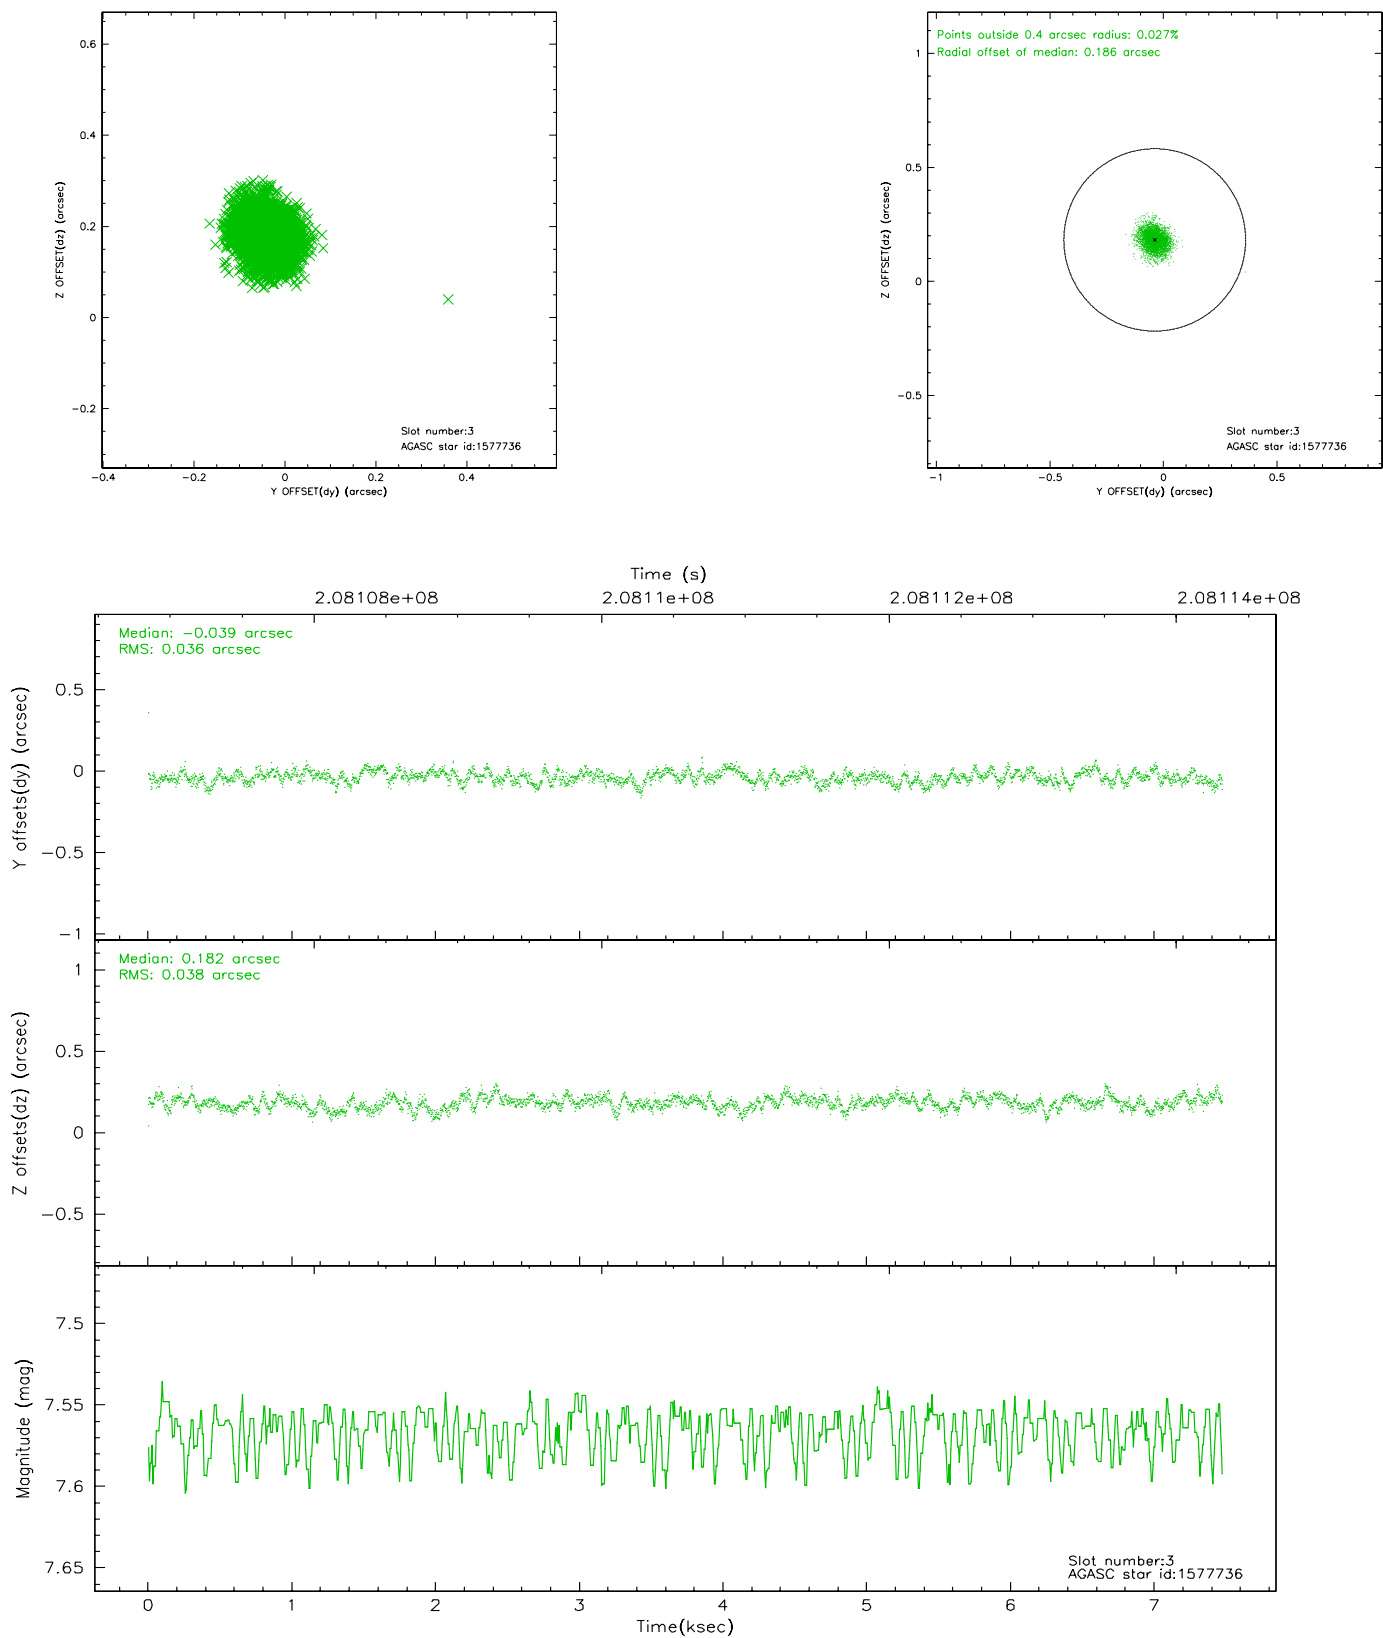 0.6
0.4
0.2
0
−0.2
Z OFFSET(dz) (arcsec)
Slot number:3
AGASC star id:1577736
−0.4
−0.2
0
0.2
0.4
Y OFFSET(dy) (arcsec)
Points outside 0.4 arcsec radius: 0.027%
Radial offset of median: 0.186 arcsec
1
0.5
0
−0.5
Z OFFSET(dz) (arcsec)
Slot number:3
AGASC star id:1577736
−1
−0.5
0
0.5
Y OFFSET(dy) (arcsec)
Time (s)
2.08108e+08
2.0811e+08
2.08112e+08
2.08114e+08
Median: −0.039 arcsec
RMS: 0.036 arcsec
0.5
0
−0.5
−1
Y offsets(dy) (arcsec)
Median: 0.182 arcsec
RMS: 0.038 arcsec
1
0.5
0
−0.5
Z offsets(dz) (arcsec)
7.5
7.55
7.6
7.65
Magnitude (mag)
Slot number:3
AGASC star id:1577736
0
1
2
3
4
5
6
7
Time(ksec)